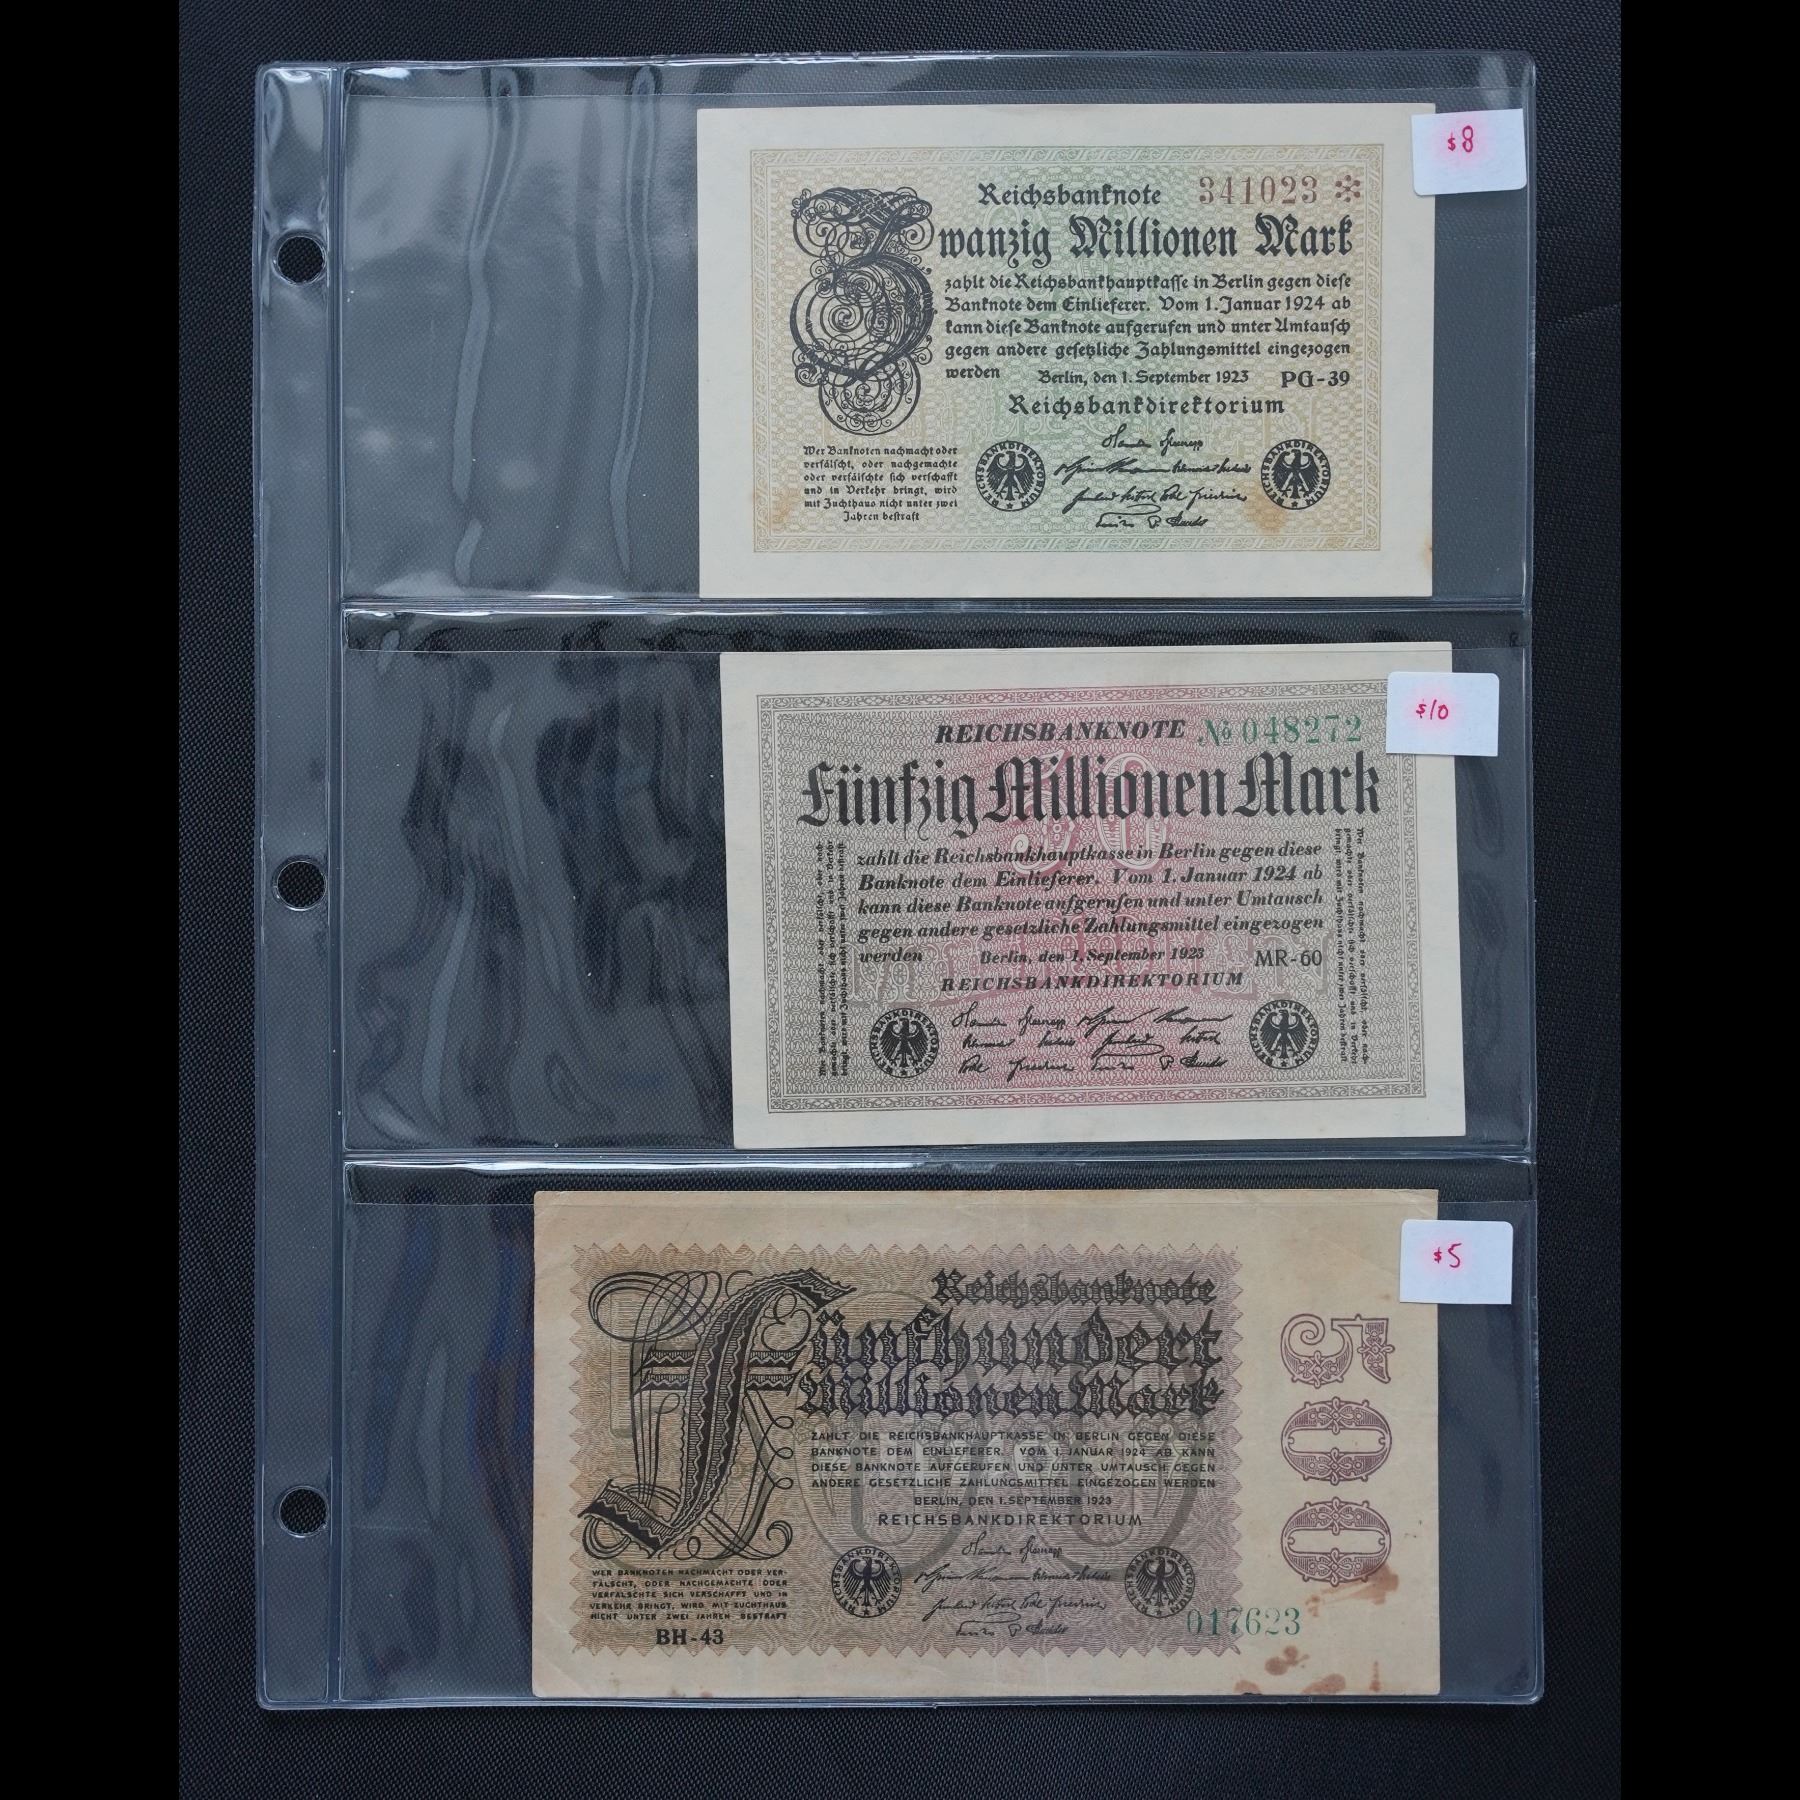 $8
Reichsbanknote 341023 *
Zwanzig Millionen Mark
zahlt die Reichsbankhauptkasse in Berlin gegen diese
Banknote dem Einlieferer. Vom 1. Januar 1924 ab
kann diese Banknote aufgerufen und unter Umtausch
gegen andere gesetzliche Zahlungsmittel eingezogen
werden Berlin, den 1. September 1923 PG-39
Reichsbankdirektorium
Wer Banknoten nachmacht oder
verfälscht, oder nachgemachte
oder verfälschte sich verschafft
und in Verkehr bringt, wird
mit Zuchthaus nicht unter zwei
Jahren bestraft
REICHSBANKDIREKTORIUM
REICHSBANKDIREKTORIUM
$10
REICHSBANKNOTE № 048272
Fünfzig Millionen Mark
50
zahlt die Reichsbankhauptkasse in Berlin gegen diese
Banknote dem Einlieferer. Vom 1. Januar 1924 ab
kann diese Banknote aufgerufen und unter Umtausch
gegen andere gesetzliche Zahlungsmittel eingezogen
werden Berlin, den 1. September 1923 MR-60
REICHSBANKDIREKTORIUM
REICHSBANKDIREKTORIUM
REICHSBANKDIREKTORIUM
$5
Reichsbanknote
Fünfhundert
Millionen Mark
500
ZAHLT DIE REICHSBANKHAUPTKASSE IN BERLIN GEGEN DIESE
BANKNOTE DEM EINLIEFERER. VOM 1. JANUAR 1924 AB KANN
DIESE BANKNOTE AUFGERUFEN UND UNTER UMTAUSCH GEGEN
ANDERE GESETZLICHE ZAHLUNGSMITTEL EINGEZOGEN WERDEN
BERLIN, DEN 1. SEPTEMBER 1923
REICHSBANKDIREKTORIUM
WER BANKNOTEN NACHMACHT ODER VER-
FÄLSCHT, ODER NACHGEMACHTE ODER
VERFÄLSCHTE SICH VERSCHAFFT UND IN
VERKEHR BRINGT, WIRD MIT ZUCHTHAUS
NICHT UNTER ZWEI JAHREN BESTRAFT
BH-43
REICHSBANKDIREKTORIUM
REICHSBANKDIREKTORIUM
017623